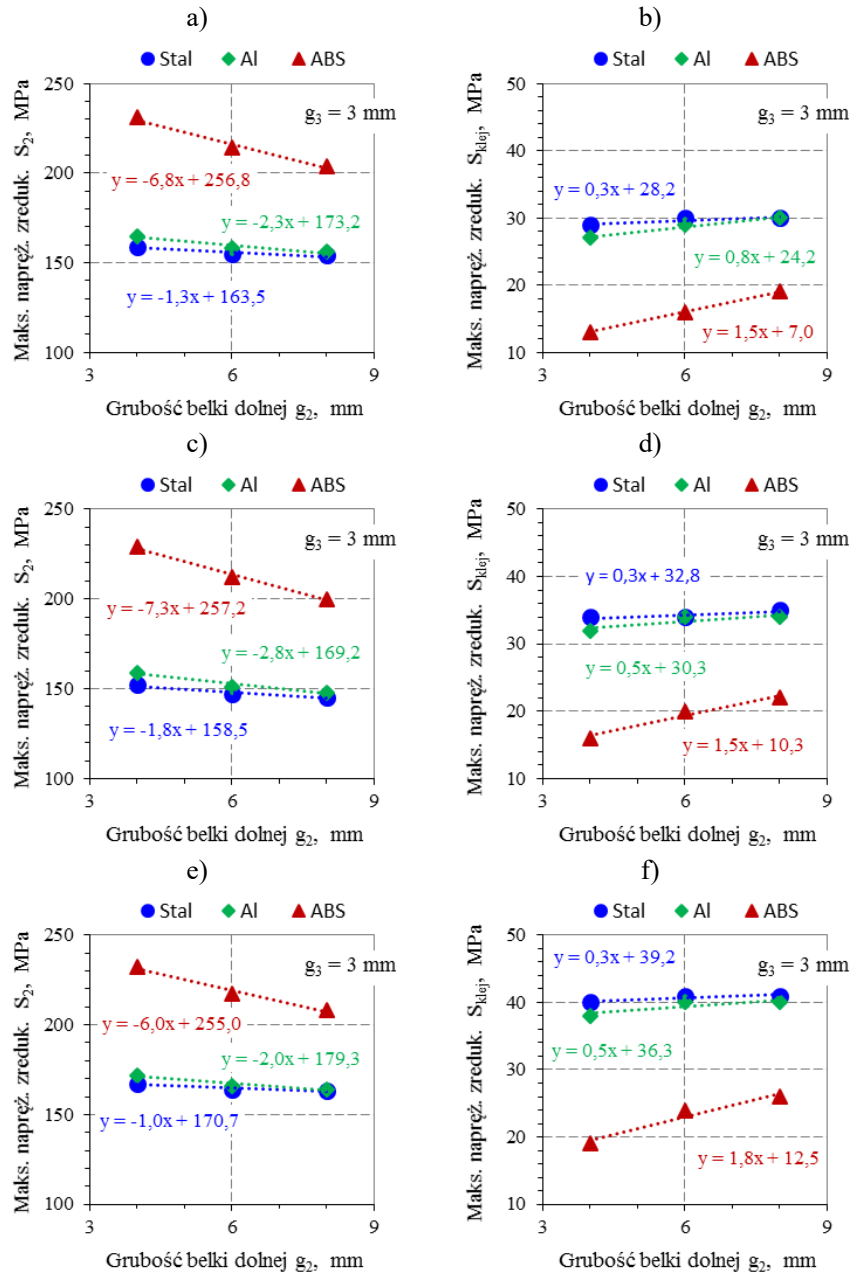 a)
Stal Al ABS
250
200
150
100
3 6 9
Maks. napręż. zreduk. S₂, MPa
g₃ = 3 mm
y = -6,8x + 256,8
y = -2,3x + 173,2
y = -1,3x + 163,5
Grubość belki dolnej g₂, mm
b)
Stal Al ABS
50
40
30
20
10
3 6 9
Maks. napręż. zreduk. Sklej, MPa
g₃ = 3 mm
y = 0,3x + 28,2
y = 0,8x + 24,2
y = 1,5x + 7,0
Grubość belki dolnej g₂, mm
c)
Stal Al ABS
250
200
150
100
3 6 9
Maks. napręż. zreduk. S₂, MPa
g₃ = 3 mm
y = -7,3x + 257,2
y = -2,8x + 169,2
y = -1,8x + 158,5
Grubość belki dolnej g₂, mm
d)
Stal Al ABS
50
40
30
20
10
3 6 9
Maks. napręż. zreduk. Sklej, MPa
g₃ = 3 mm
y = 0,3x + 32,8
y = 0,5x + 30,3
y = 1,5x + 10,3
Grubość belki dolnej g₂, mm
e)
Stal Al ABS
250
200
150
100
3 6 9
Maks. napręż. zreduk. S₂, MPa
g₃ = 3 mm
y = -6,0x + 255,0
y = -2,0x + 179,3
y = -1,0x + 170,7
Grubość belki dolnej g₂, mm
f)
Stal Al ABS
50
40
30
20
10
3 6 9
Maks. napręż. zreduk. Sklej, MPa
y = 0,3x + 39,2
g₃ = 3 mm
y = 0,5x + 36,3
y = 1,8x + 12,5
Grubość belki dolnej g₂, mm